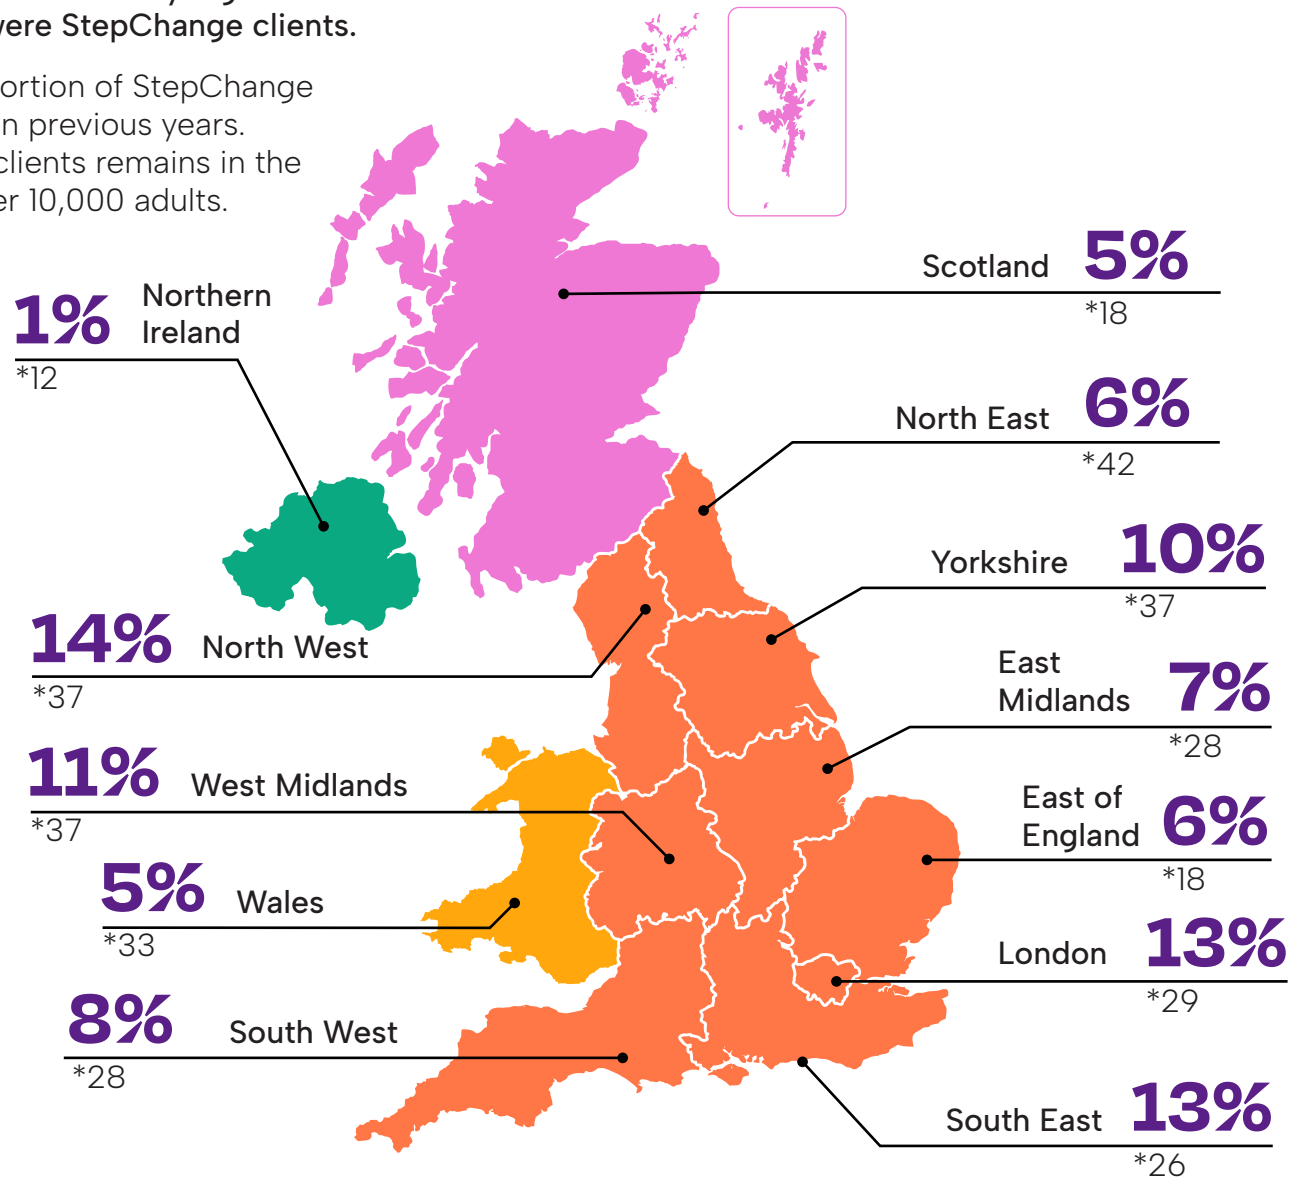 were StepChange clients.
ortion of StepChange
n previous years.
clients remains in the
er 10,000 adults.
Scotland 5%
*18
1% Northern
Ireland
*12
North East 6%
*42
Yorkshire 10%
*37
14% North West
*37
East
Midlands 7%
*28
11% West Midlands
*37
East of
England 6%
*18
5% Wales
*33
London 13%
*29
8% South West
*28
South East 13%
*26